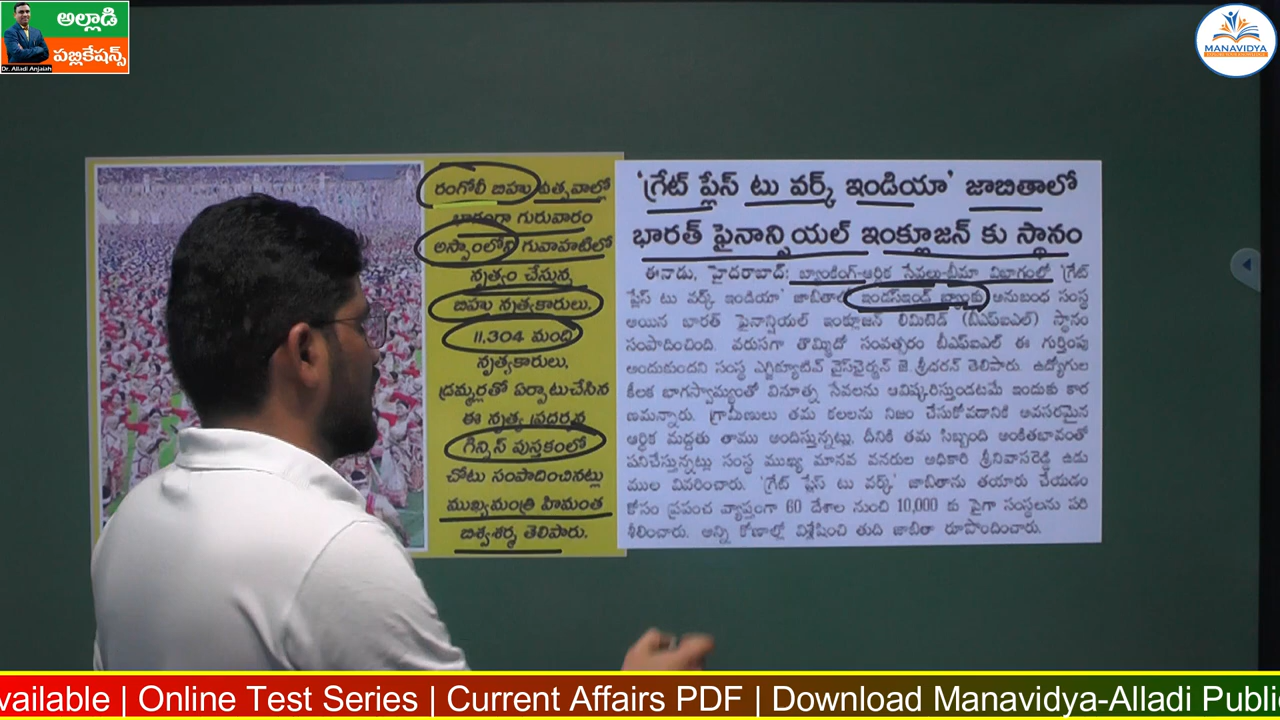 అల్లాడి
పబ్లికేషన్స్
Dr. Alladi Anjaiah
MANAVIDYA
రంగోలీ బిహు ఉత్సవాల్లో
భాగంగా గురువారం
అస్సాంలోని గువాహటిలో
నృత్యం చేస్తున్న
బిహు నృత్యకారులు.
11,304 మంది
నృత్యకారులు,
డ్రమ్మర్లతో ఏర్పాటుచేసిన
ఈ నృత్య ప్రదర్శన
గిన్నిస్ పుస్తకంలో
చోటు సంపాదించినట్లు
ముఖ్యమంత్రి హిమంత
బిశ్వశర్మ తెలిపారు.
'గ్రేట్ ప్లేస్ టు వర్క్ ఇండియా' జాబితాలో
భారత్ ఫైనాన్షియల్ ఇంక్లూజన్ కు స్థానం
ఈనాడు, హైదరాబాద్: బ్యాంకింగ్-ఆర్థిక సేవలు-బీమా విభాగంలో 'గ్రేట్
ప్లేస్ టు వర్క్ ఇండియా' జాబితాలో ఇండస్ఇండ్ బ్యాంకు అనుబంధ సంస్థ
అయిన భారత్ ఫైనాన్షియల్ ఇంక్లూజన్ లిమిటెడ్ (బీఎఫ్ఐఎల్) స్థానం
సంపాదించింది. వరుసగా తొమ్మిదో సంవత్సరం బీఎఫ్ఐఎల్ ఈ గుర్తింపు
అందుకుందని సంస్థ ఎగ్జిక్యూటివ్ వైస్‌ఛైర్మన్ జె.శ్రీధరన్ తెలిపారు. ఉద్యోగుల
కీలక భాగస్వామ్యంతో వినూత్న సేవలను ఆవిష్కరిస్తుండటమే ఇందుకు కార
ణమన్నారు. గ్రామీణులు తమ కలలను నిజం చేసుకోవడానికి అవసరమైన
ఆర్థిక మద్దతు తాము అందిస్తున్నట్లు, దీనికి తమ సిబ్బంది అంకితభావంతో
పనిచేస్తున్నట్లు సంస్థ ముఖ్య మానవ వనరుల అధికారి శ్రీనివాసరెడ్డి ఉడు
ముల వివరించారు. 'గ్రేట్ ప్లేస్ టు వర్క్' జాబితాను తయారు చేయడం
కోసం ప్రపంచ వ్యాప్తంగా 60 దేశాల నుంచి 10,000 కు పైగా సంస్థలను పరి
శీలించారు. అన్ని కోణాల్లో విశ్లేషించి తుది జాబితా రూపొందించారు.
vailable | Online Test Series | Current Affairs PDF | Download Manavidya-Alladi Public